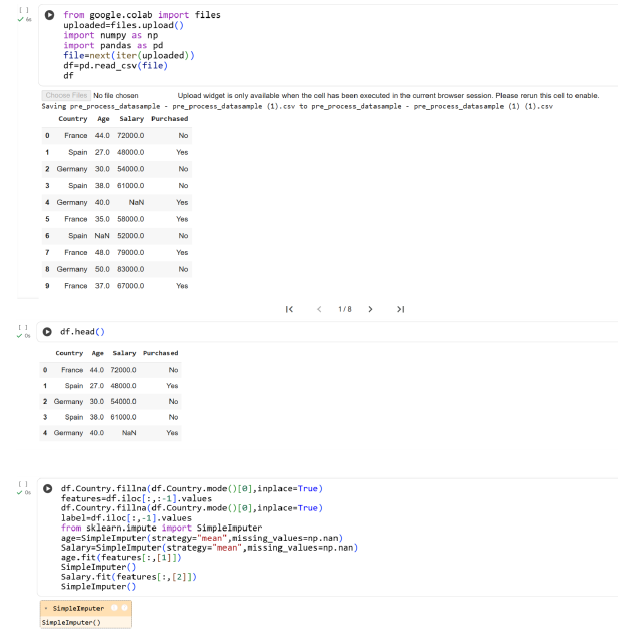 [ ]
6s
from google.colab import files
uploaded=files.upload()
import numpy as np
import pandas as pd
file=next(iter(uploaded))
df=pd.read_csv(file)
df
Choose Files No file chosen Upload widget is only available when the cell has been executed in the current browser session. Please rerun this cell to enable.
Saving pre_process_datasample - pre_process_datasample (1).csv to pre_process_datasample - pre_process_datasample (1) (1).csv
Country Age Salary Purchased
0 France 44.0 72000.0 No
1 Spain 27.0 48000.0 Yes
2 Germany 30.0 54000.0 No
3 Spain 38.0 61000.0 No
4 Germany 40.0 NaN Yes
5 France 35.0 58000.0 Yes
6 Spain NaN 52000.0 No
7 France 48.0 79000.0 Yes
8 Germany 50.0 83000.0 No
9 France 37.0 67000.0 Yes
1/8
[ ]
0s
df.head()
Country Age Salary Purchased
0 France 44.0 72000.0 No
1 Spain 27.0 48000.0 Yes
2 Germany 30.0 54000.0 No
3 Spain 38.0 61000.0 No
4 Germany 40.0 NaN Yes
[ ]
0s
df.Country.fillna(df.Country.mode()[0],inplace=True)
features=df.iloc[:,:-1].values
df.Country.fillna(df.Country.mode()[0],inplace=True)
label=df.iloc[:,-1].values
from sklearn.impute import SimpleImputer
age=SimpleImputer(strategy="mean",missing_values=np.nan)
Salary=SimpleImputer(strategy="mean",missing_values=np.nan)
age.fit(features[:,[1]])
SimpleImputer()
Salary.fit(features[:,[2]])
SimpleImputer()
SimpleImputer
SimpleImputer()